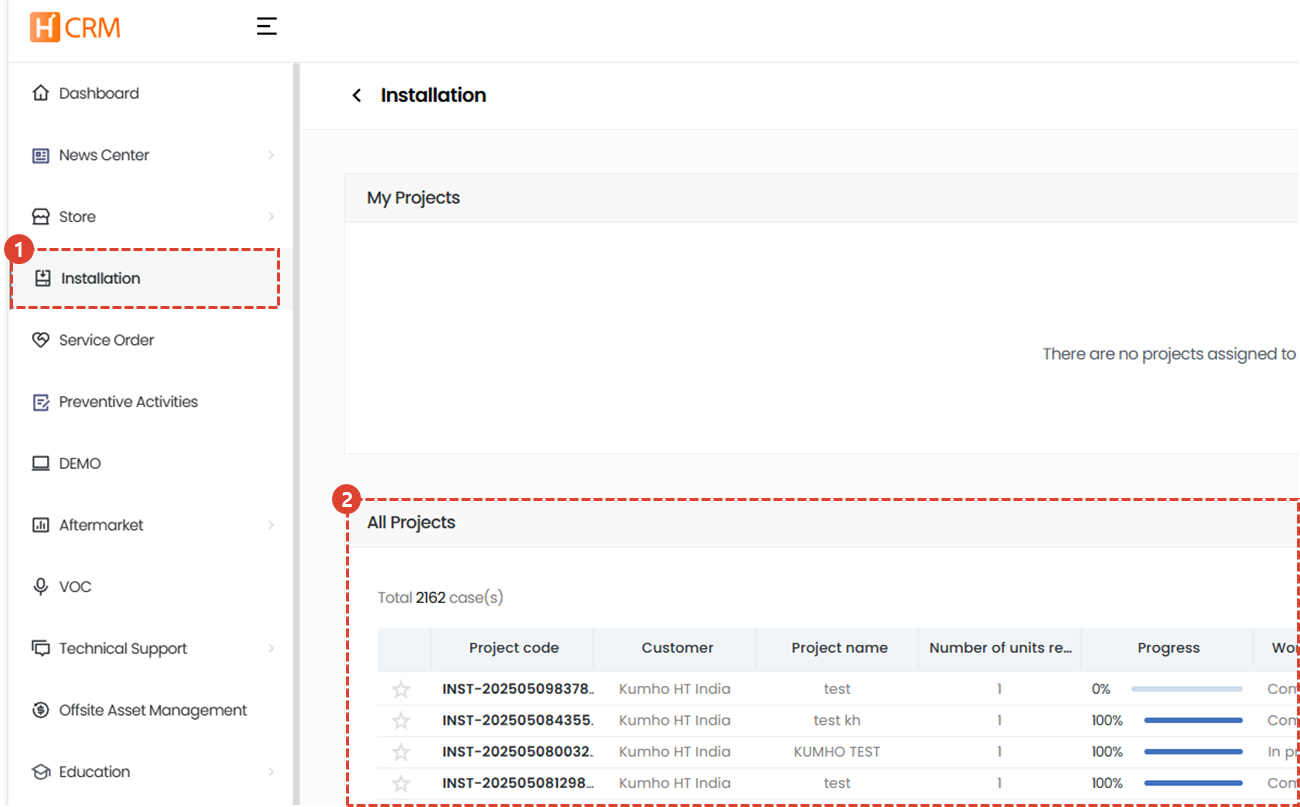 H CRM
Dashboard
News Center
Store
1
Installation
Service Order
Preventive Activities
DEMO
Aftermarket
VOC
Technical Support
Offsite Asset Management
Education
Installation
My Projects
There are no projects assigned to
2
All Projects
Total 2162 case(s)
Project code Customer Project name Number of units re... Progress Wo
INST-202505098378.. Kumho HT India test 1 0% Com
INST-202505084355. Kumho HT India test kh 1 100% Com
INST-202505080032. Kumho HT India KUMHO TEST 1 100% In p
INST-202505081298... Kumho HT India test 1 100% Com